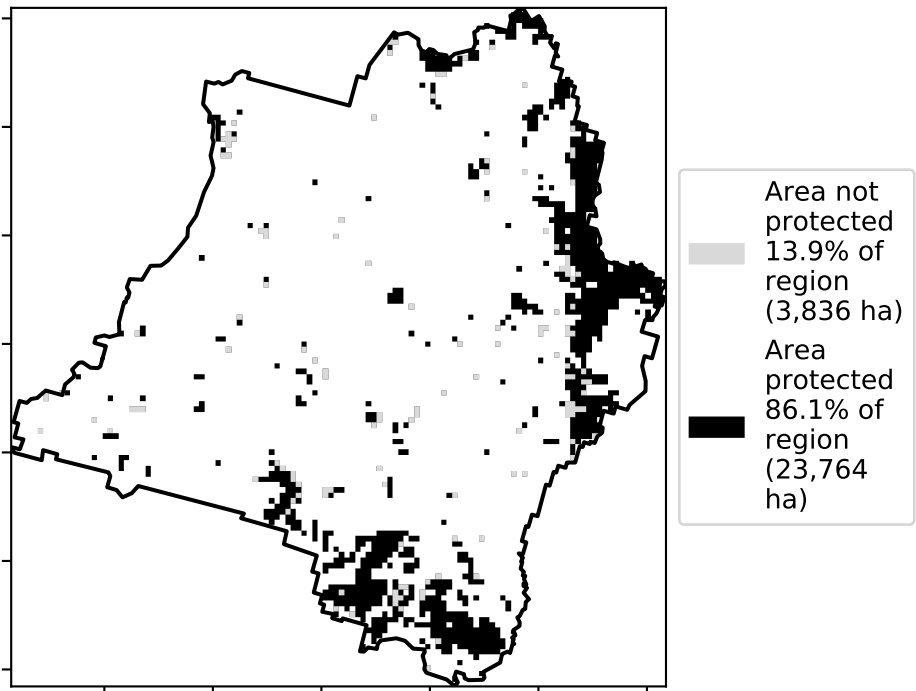 Area not
protected
13.9% of
region
(3,836 ha)
Area
protected
86.1% of
region
(23,764
ha)